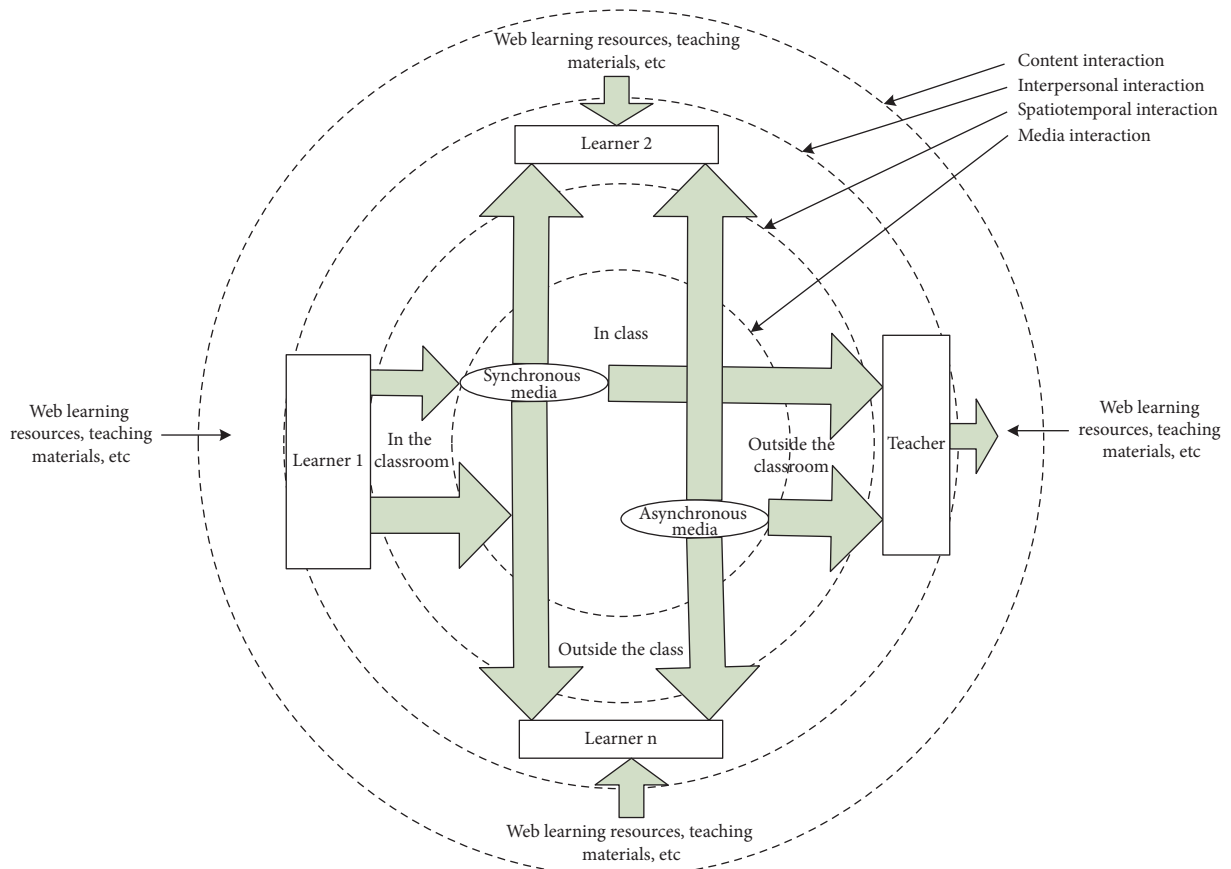 Web learning resources, teaching
materials, etc
Content interaction
Interpersonal interaction
Spatiotemporal interaction
Media interaction
Learner 2
In class
Synchronous
media
Web learning
resources, teaching
materials, etc
In the
classroom
Learner 1
Outside the
classroom
Teacher
Web learning
resources, teaching
materials, etc
Asynchronous
media
Outside the class
Learner n
Web learning resources, teaching
materials, etc